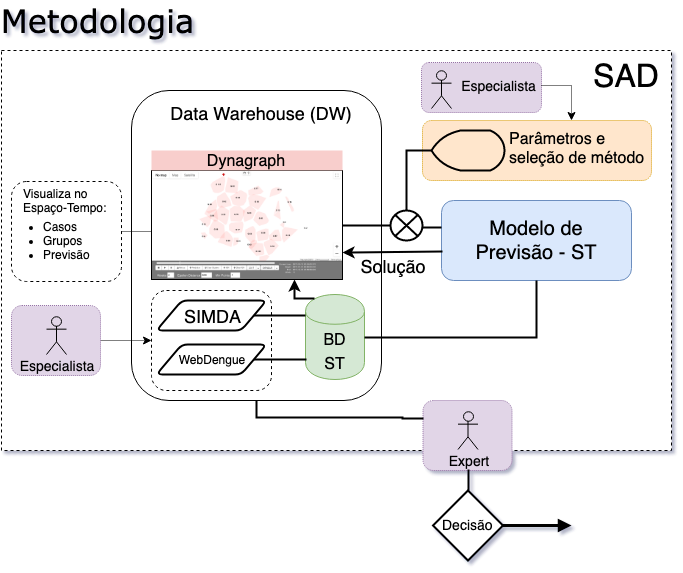 Metodologia
SAD
Especialista
Parâmetros e
seleção de método
Data Warehouse (DW)
Dynagraph
Visualiza no
Espaço-Tempo:
• Casos
• Grupos
• Previsão
Modelo de
Previsão - ST
Solução
SIMDA
WebDengue
BD
ST
Especialista
Expert
Decisão